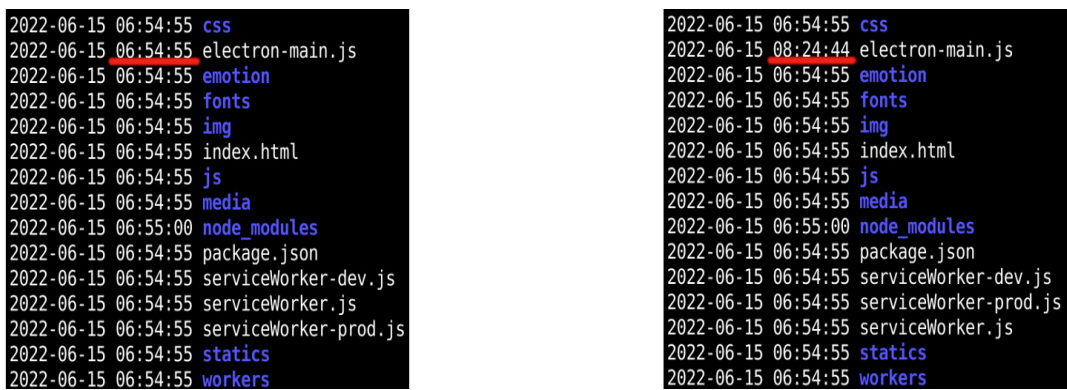 2022-06-15 06:54:55 css
2022-06-15 06:54:55 electron-main.js
2022-06-15 06:54:55 emotion
2022-06-15 06:54:55 fonts
2022-06-15 06:54:55 img
2022-06-15 06:54:55 index.html
2022-06-15 06:54:55 js
2022-06-15 06:54:55 media
2022-06-15 06:55:00 node_modules
2022-06-15 06:54:55 package.json
2022-06-15 06:54:55 serviceWorker-dev.js
2022-06-15 06:54:55 serviceWorker.js
2022-06-15 06:54:55 serviceWorker-prod.js
2022-06-15 06:54:55 statics
2022-06-15 06:54:55 workers
2022-06-15 06:54:55 css
2022-06-15 08:24:44 electron-main.js
2022-06-15 06:54:55 emotion
2022-06-15 06:54:55 fonts
2022-06-15 06:54:55 img
2022-06-15 06:54:55 index.html
2022-06-15 06:54:55 js
2022-06-15 06:54:55 media
2022-06-15 06:55:00 node_modules
2022-06-15 06:54:55 package.json
2022-06-15 06:54:55 serviceWorker-dev.js
2022-06-15 06:54:55 serviceWorker-prod.js
2022-06-15 06:54:55 serviceWorker.js
2022-06-15 06:54:55 statics
2022-06-15 06:54:55 workers